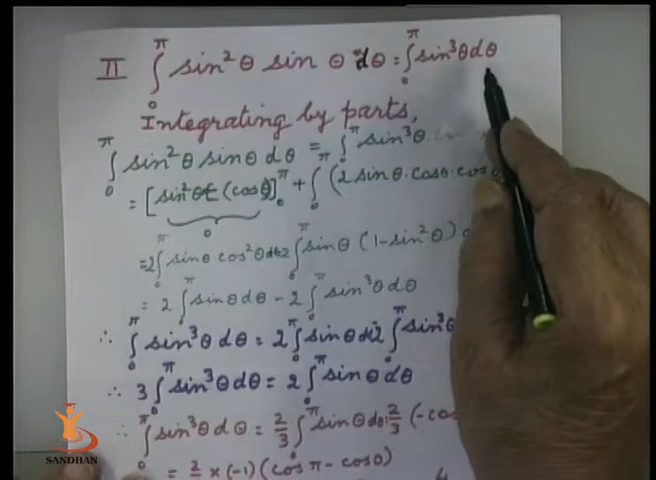 II ∫₀^π sin²θ sin θ dθ = ∫₀^π sin³θ dθ
Integrating by parts,
∫₀^π sin²θ sinθ dθ = ∫₀^π sin³θ.
= [sin²θ (-cosθ)]₀^π + ∫₀^π (2 sinθ. cosθ. cosθ
0
= 2∫₀^π sinθ cos²θ dθ = 2 ∫₀^π sinθ (1-sin²θ)
= 2 ∫₀^π sinθ dθ - 2 ∫₀^π sin³θ dθ
∴ ∫₀^π sin³θ dθ = 2 ∫₀^π sinθ dθ - 2 ∫₀^π sin³θ
∴ 3 ∫₀^π sin³θ dθ = 2 ∫₀^π sinθ dθ
∴ ∫₀^π sin³θ dθ = 2/3 ∫₀^π sinθ dθ = 2/3 (-cos
= 2/ × (-1) (cos π - cos 0)
SANDHAN